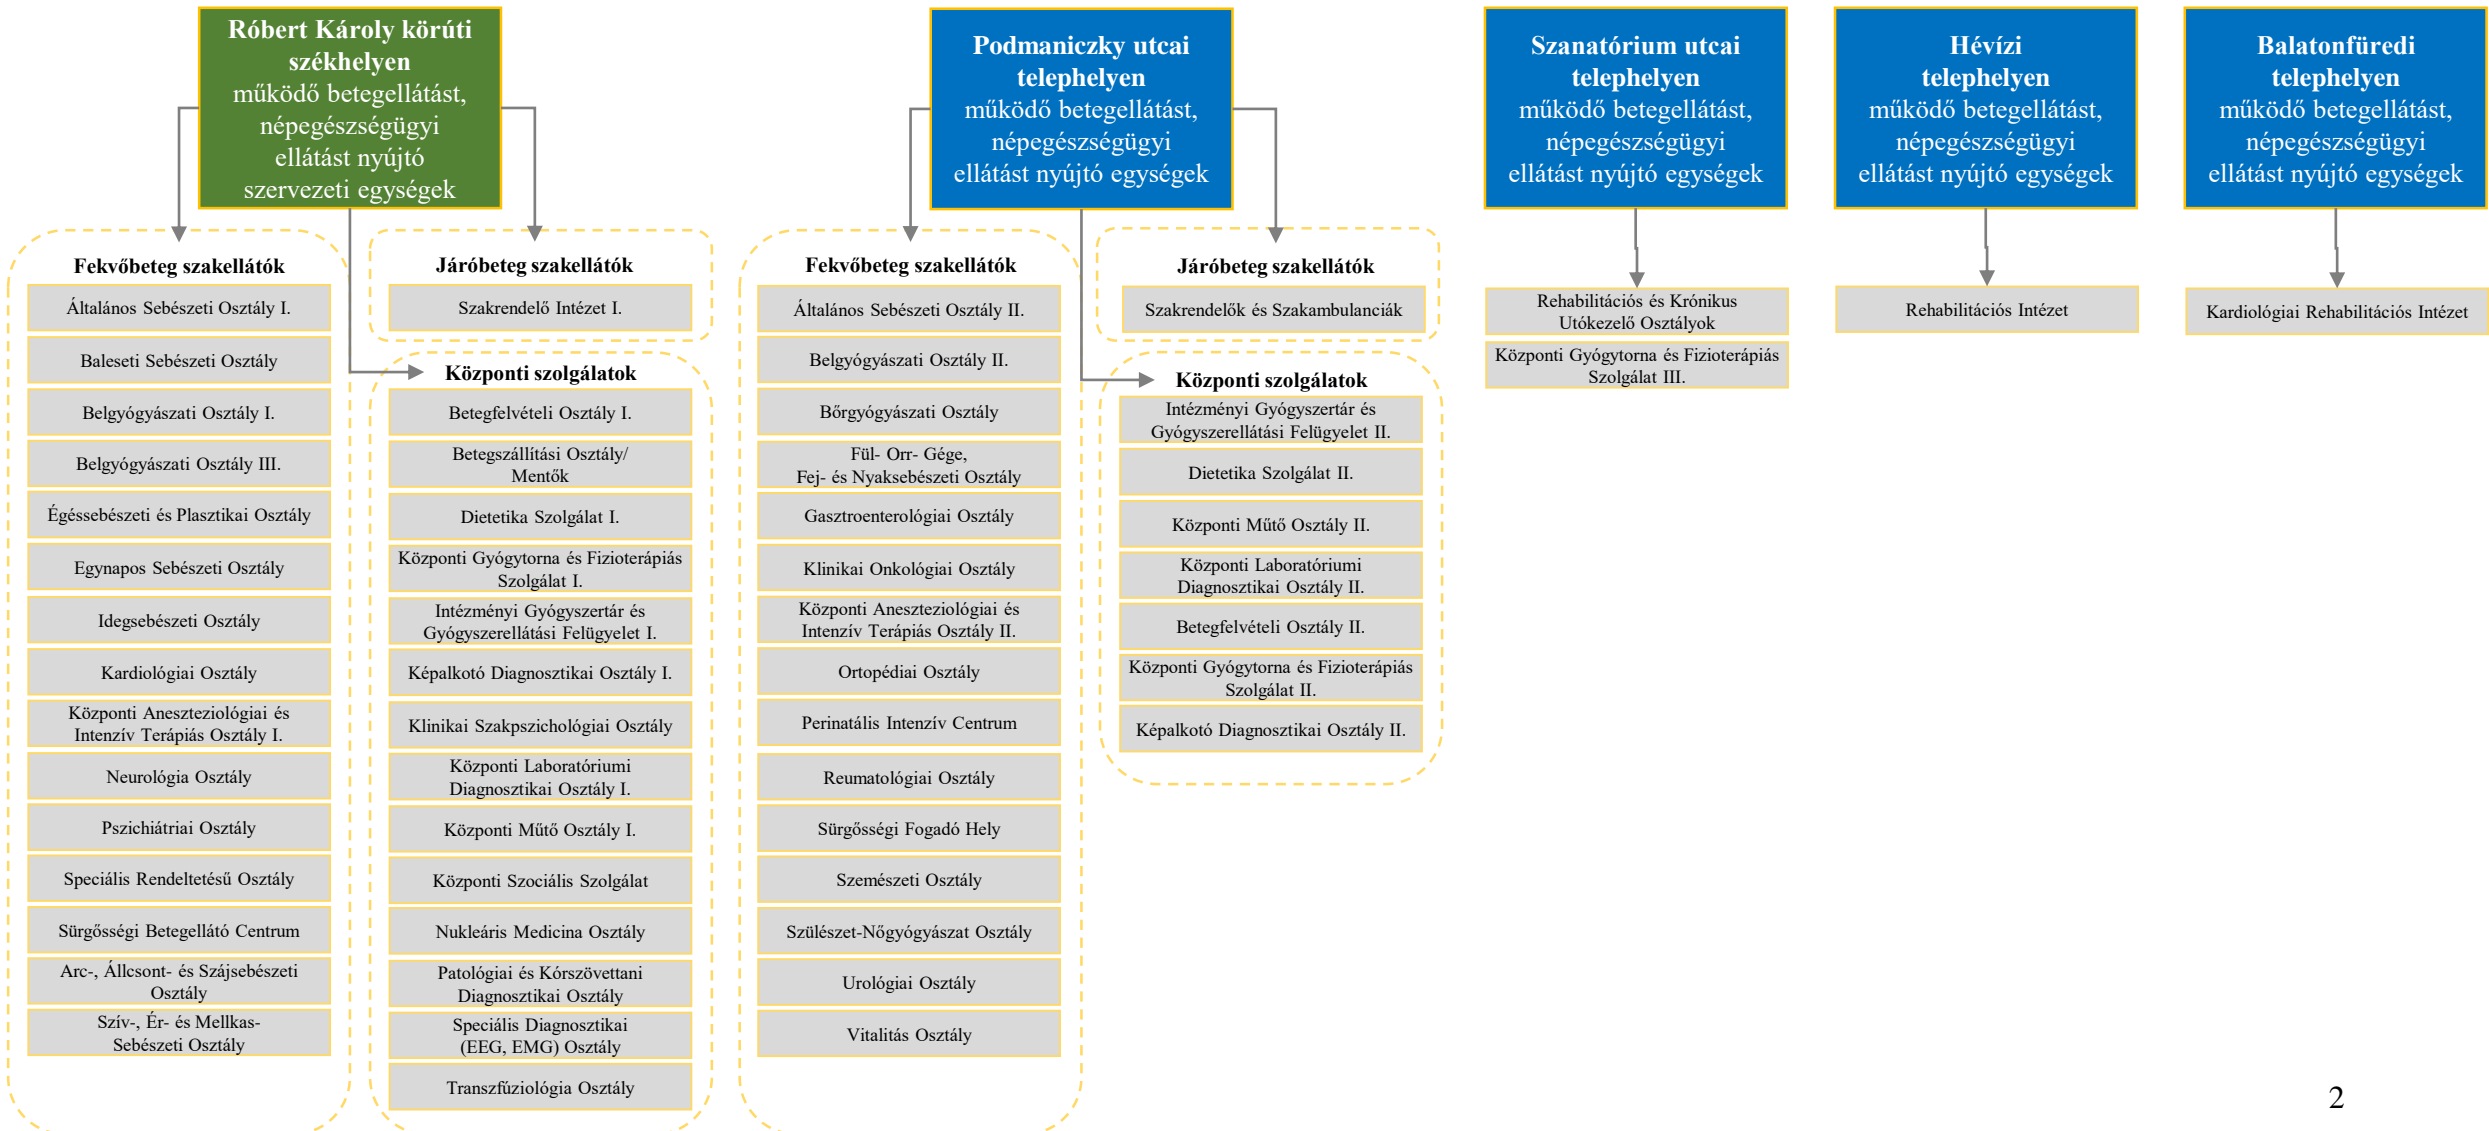 Róbert Károly körúti
székhelyen
működő betegellátást,
népegészségügyi
ellátást nyújtó
szervezeti egységek
Fekvőbeteg szakellátók
Általános Sebészeti Osztály I.
Baleseti Sebészeti Osztály
Belgyógyászati Osztály I.
Belgyógyászati Osztály III.
Égéssebészeti és Plasztikai Osztály
Egynapos Sebészeti Osztály
Idegsebészeti Osztály
Kardiológiai Osztály
Központi Aneszteziológiai és
Intenzív Terápiás Osztály I.
Neurológia Osztály
Pszichiátriai Osztály
Speciális Rendeltetésű Osztály
Sürgősségi Betegellátó Centrum
Arc-, Állcsont- és Szájsebészeti
Osztály
Szív-, Ér- és Mellkas-
Sebészeti Osztály
Járóbeteg szakellátók
Szakrendelő Intézet I.
Központi szolgálatok
Betegfelvételi Osztály I.
Betegszállítási Osztály/
Mentők
Dietetika Szolgálat I.
Központi Gyógytorna és Fizioterápiás
Szolgálat I.
Intézményi Gyógyszertár és
Gyógyszerellátási Felügyelet I.
Képalkotó Diagnosztikai Osztály I.
Klinikai Szakpszichológiai Osztály
Központi Laboratóriumi
Diagnosztikai Osztály I.
Központi Műtő Osztály I.
Központi Szociális Szolgálat
Nukleáris Medicina Osztály
Patológiai és Kórszövettani
Diagnosztikai Osztály
Speciális Diagnosztikai
(EEG, EMG) Osztály
Transzfúziológia Osztály
Podmaniczky utcai
telephelyen
működő betegellátást,
népegészségügyi
ellátást nyújtó egységek
Fekvőbeteg szakellátók
Általános Sebészeti Osztály II.
Belgyógyászati Osztály II.
Bőrgyógyászati Osztály
Fül- Orr- Gége,
Fej- és Nyaksebészeti Osztály
Gasztroenterológiai Osztály
Klinikai Onkológiai Osztály
Központi Aneszteziológiai és
Intenzív Terápiás Osztály II.
Ortopédiai Osztály
Perinatális Intenzív Centrum
Reumatológiai Osztály
Sürgősségi Fogadó Hely
Szemészeti Osztály
Szülészet-Nőgyógyászat Osztály
Urológiai Osztály
Vitalitás Osztály
Járóbeteg szakellátók
Szakrendelők és Szakambulanciák
Központi szolgálatok
Intézményi Gyógyszertár és
Gyógyszerellátási Felügyelet II.
Dietetika Szolgálat II.
Központi Műtő Osztály II.
Központi Laboratóriumi
Diagnosztikai Osztály II.
Betegfelvételi Osztály II.
Központi Gyógytorna és Fizioterápiás
Szolgálat II.
Képalkotó Diagnosztikai Osztály II.
Szanatórium utcai
telephelyen
működő betegellátást,
népegészségügyi
ellátást nyújtó egységek
Rehabilitációs és Krónikus
Utókezelő Osztályok
Központi Gyógytorna és Fizioterápiás
Szolgálat III.
Hévízi
telephelyen
működő betegellátást,
népegészségügyi
ellátást nyújtó egységek
Rehabilitációs Intézet
Balatonfüredi
telephelyen
működő betegellátást,
népegészségügyi
ellátást nyújtó egységek
Kardiológiai Rehabilitációs Intézet
2